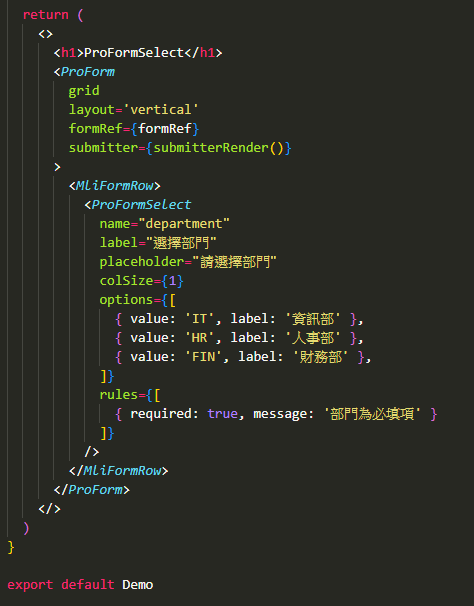 return (
<>
<h1>ProFormSelect</h1>
<ProForm
grid
layout='vertical'
formRef={formRef}
submitter={submitterRender()}
>
<MliFormRow>
<ProFormSelect
name="department"
label="選擇部門"
placeholder="請選擇部門"
colSize={1}
options={[
{ value: 'IT', label: '資訊部' },
{ value: 'HR', label: '人事部' },
{ value: 'FIN', label: '財務部' },
]}
rules={[
{ required: true, message: '部門為必填項' }
]}
/>
</MliFormRow>
</ProForm>
</>
)
}
export default Demo